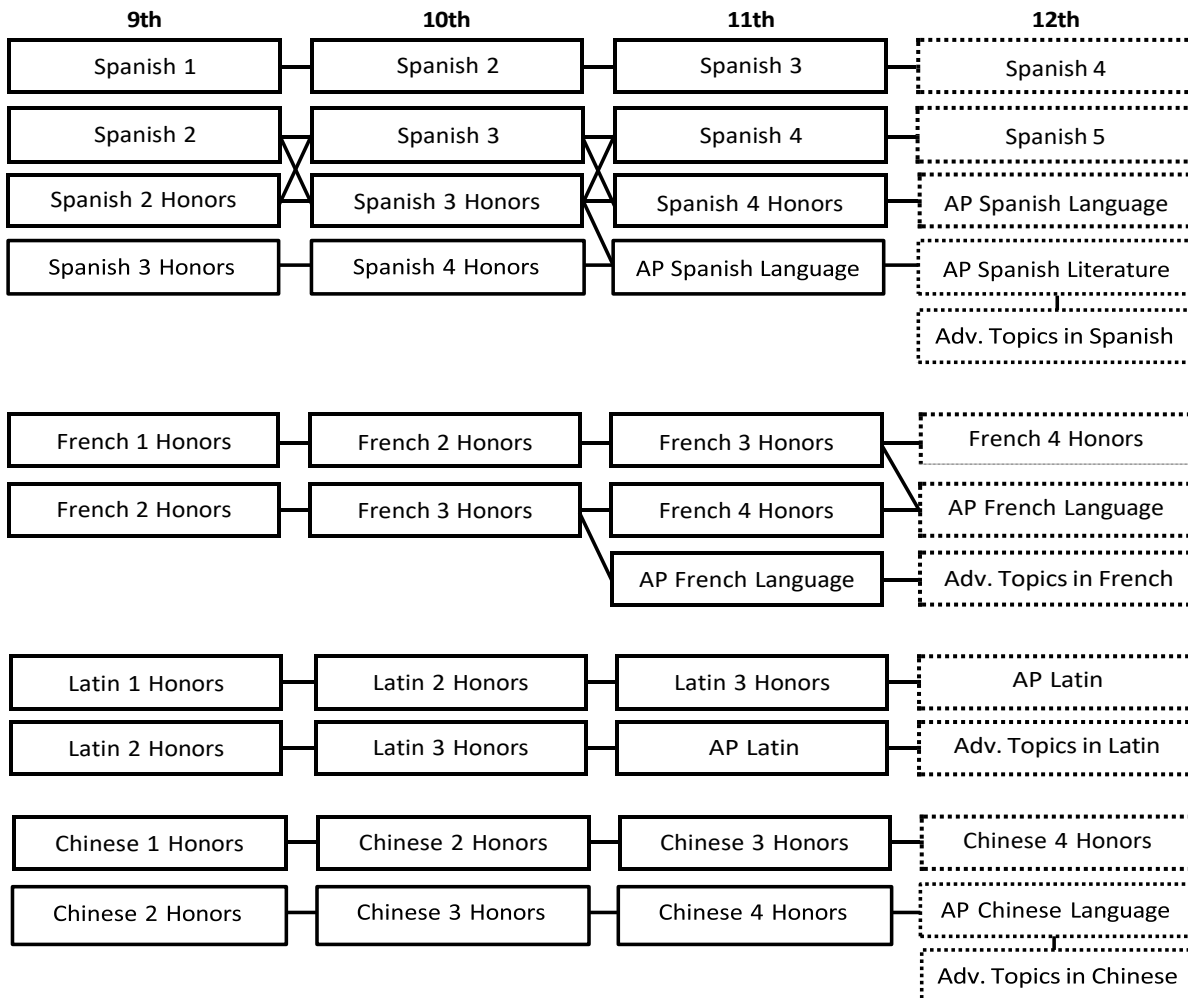 9th 10th 11th 12th
Spanish 1 Spanish 2 Spanish 3 Spanish 4
Spanish 2 Spanish 3 Spanish 4 Spanish 5
Spanish 2 Honors Spanish 3 Honors Spanish 4 Honors AP Spanish Language
Spanish 3 Honors Spanish 4 Honors AP Spanish Language AP Spanish Literature
Adv. Topics in Spanish
French 1 Honors French 2 Honors French 3 Honors French 4 Honors
French 2 Honors French 3 Honors French 4 Honors AP French Language
AP French Language Adv. Topics in French
Latin 1 Honors Latin 2 Honors Latin 3 Honors AP Latin
Latin 2 Honors Latin 3 Honors AP Latin Adv. Topics in Latin
Chinese 1 Honors Chinese 2 Honors Chinese 3 Honors Chinese 4 Honors
Chinese 2 Honors Chinese 3 Honors Chinese 4 Honors AP Chinese Language
Adv. Topics in Chinese